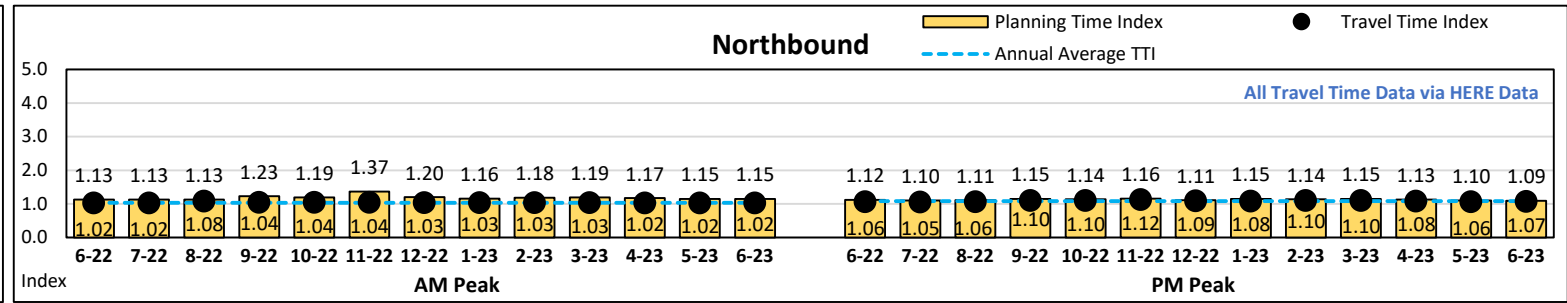 Planning Time Index
Travel Time Index
Northbound
Annual Average TTI
5.0
All Travel Time Data via HERE Data
4.0
3.0
2.0
1.13 1.13 1.13 1.23 1.19 1.37 1.20 1.16 1.18 1.19 1.17 1.15 1.15 1.12 1.10 1.11 1.15 1.14 1.16 1.11 1.15 1.14 1.15 1.13 1.10 1.09
1.0
1.02 1.02 1.08 1.04 1.04 1.04 1.03 1.03 1.03 1.03 1.02 1.02 1.02 1.06 1.05 1.06 1.10 1.10 1.12 1.09 1.08 1.10 1.10 1.08 1.06 1.07
0.0
6-22 7-22 8-22 9-22 10-22 11-22 12-22 1-23 2-23 3-23 4-23 5-23 6-23 6-22 7-22 8-22 9-22 10-22 11-22 12-22 1-23 2-23 3-23 4-23 5-23 6-23
Index AM Peak PM Peak